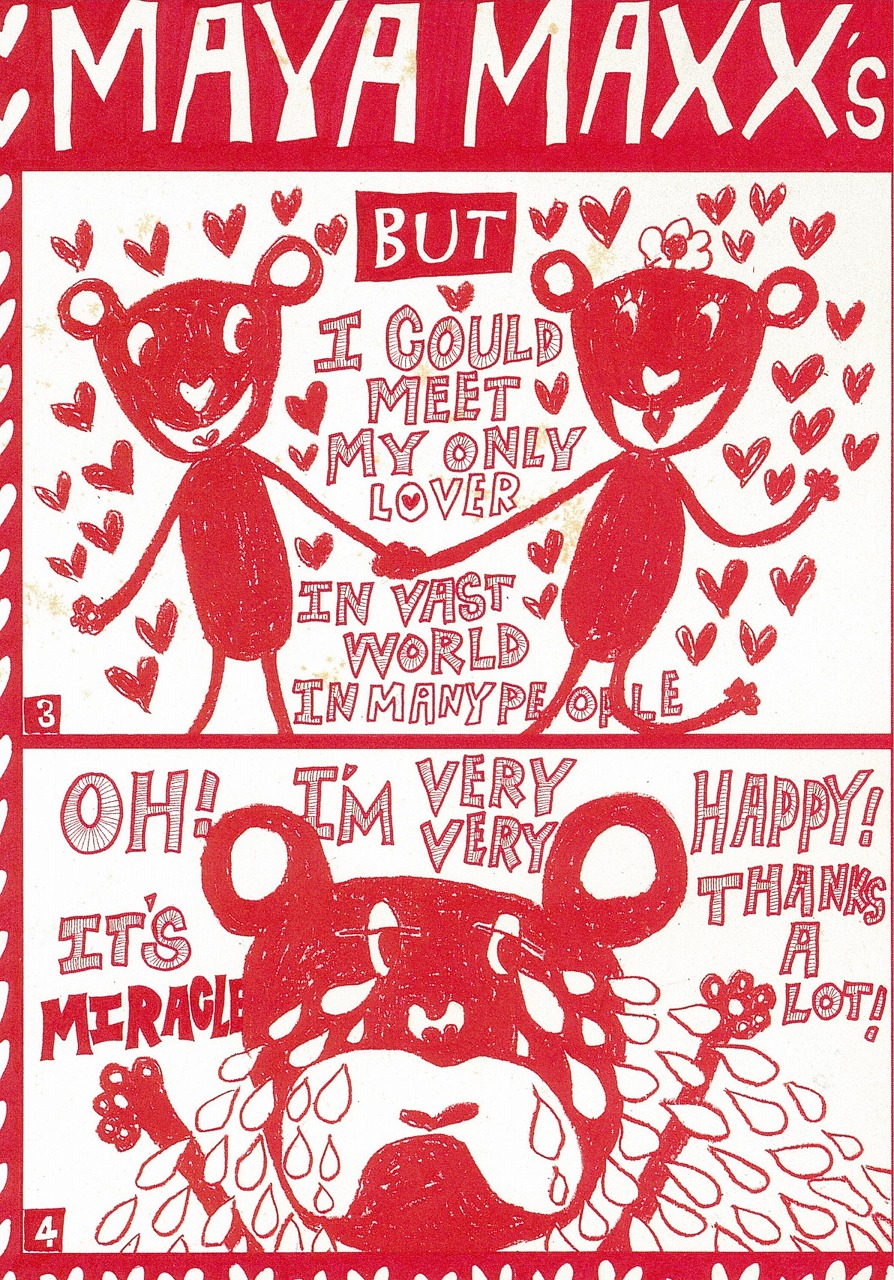 MAYA MAXX's
BUT
I COULD
MEET
MY ONLY
LOVER
IN VAST
WORLD
IN MANY PEOPLE
3
OH! I'M VERY
VERY
HAPPY!
THANKS
A
LOT!
IT'S
MIRACLE
4